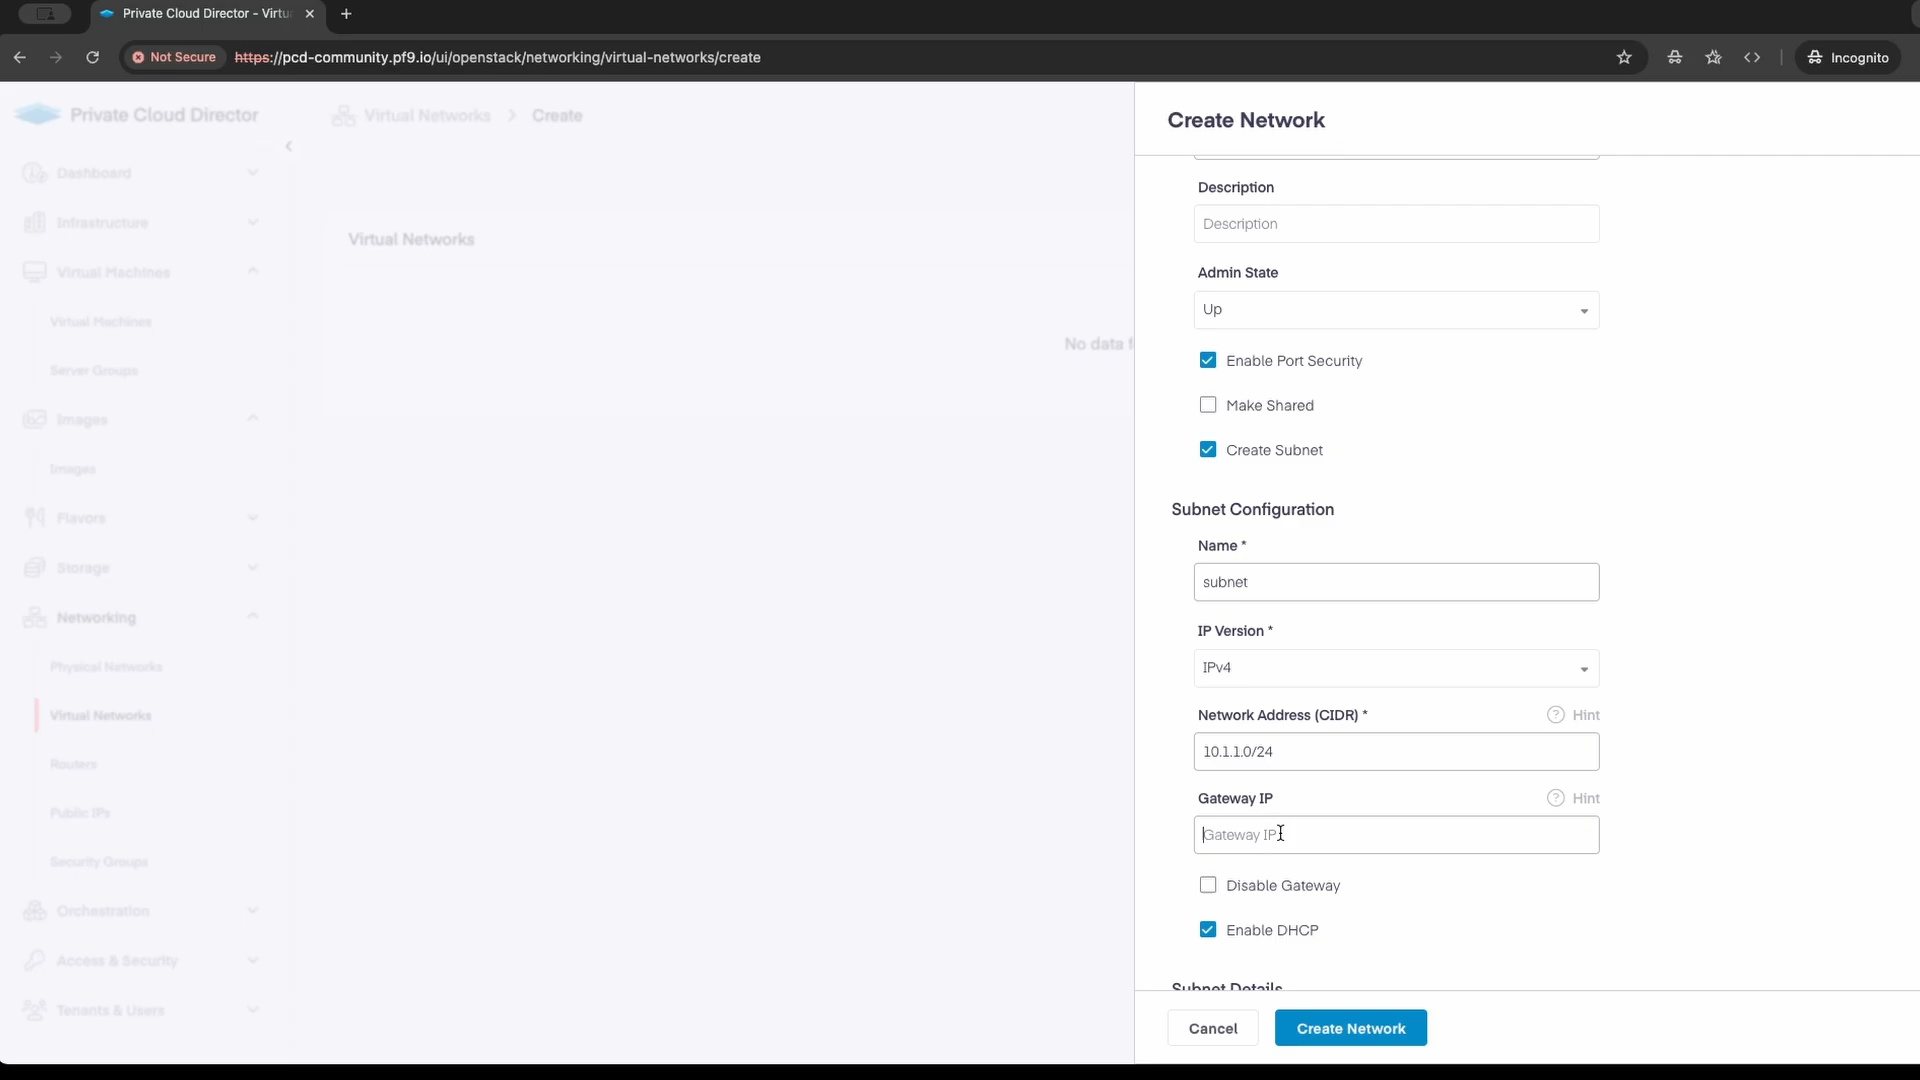 Private Cloud Director - Virtu
Not Secure
https://pcd-community.pf9.io/ui/openstack/networking/virtual-networks/create
Incognito
Private Cloud Director
Virtual Networks > Create
Dashboard
Infrastructure
Virtual Machines
Virtual Machines
Server Groups
Images
Images
Flavors
Storage
Networking
Physical Networks
Virtual Networks
Routers
Public IPs
Security Groups
Orchestration
Access & Security
Tenants & Users
Virtual Networks
No data f
Create Network
Description
Description
Admin State
Up
Enable Port Security
Make Shared
Create Subnet
Subnet Configuration
Name *
subnet
IP Version *
IPv4
Network Address (CIDR) *
? Hint
10.1.1.0/24
Gateway IP
? Hint
Gateway IP
Disable Gateway
Enable DHCP
Subnet Details
Cancel
Create Network